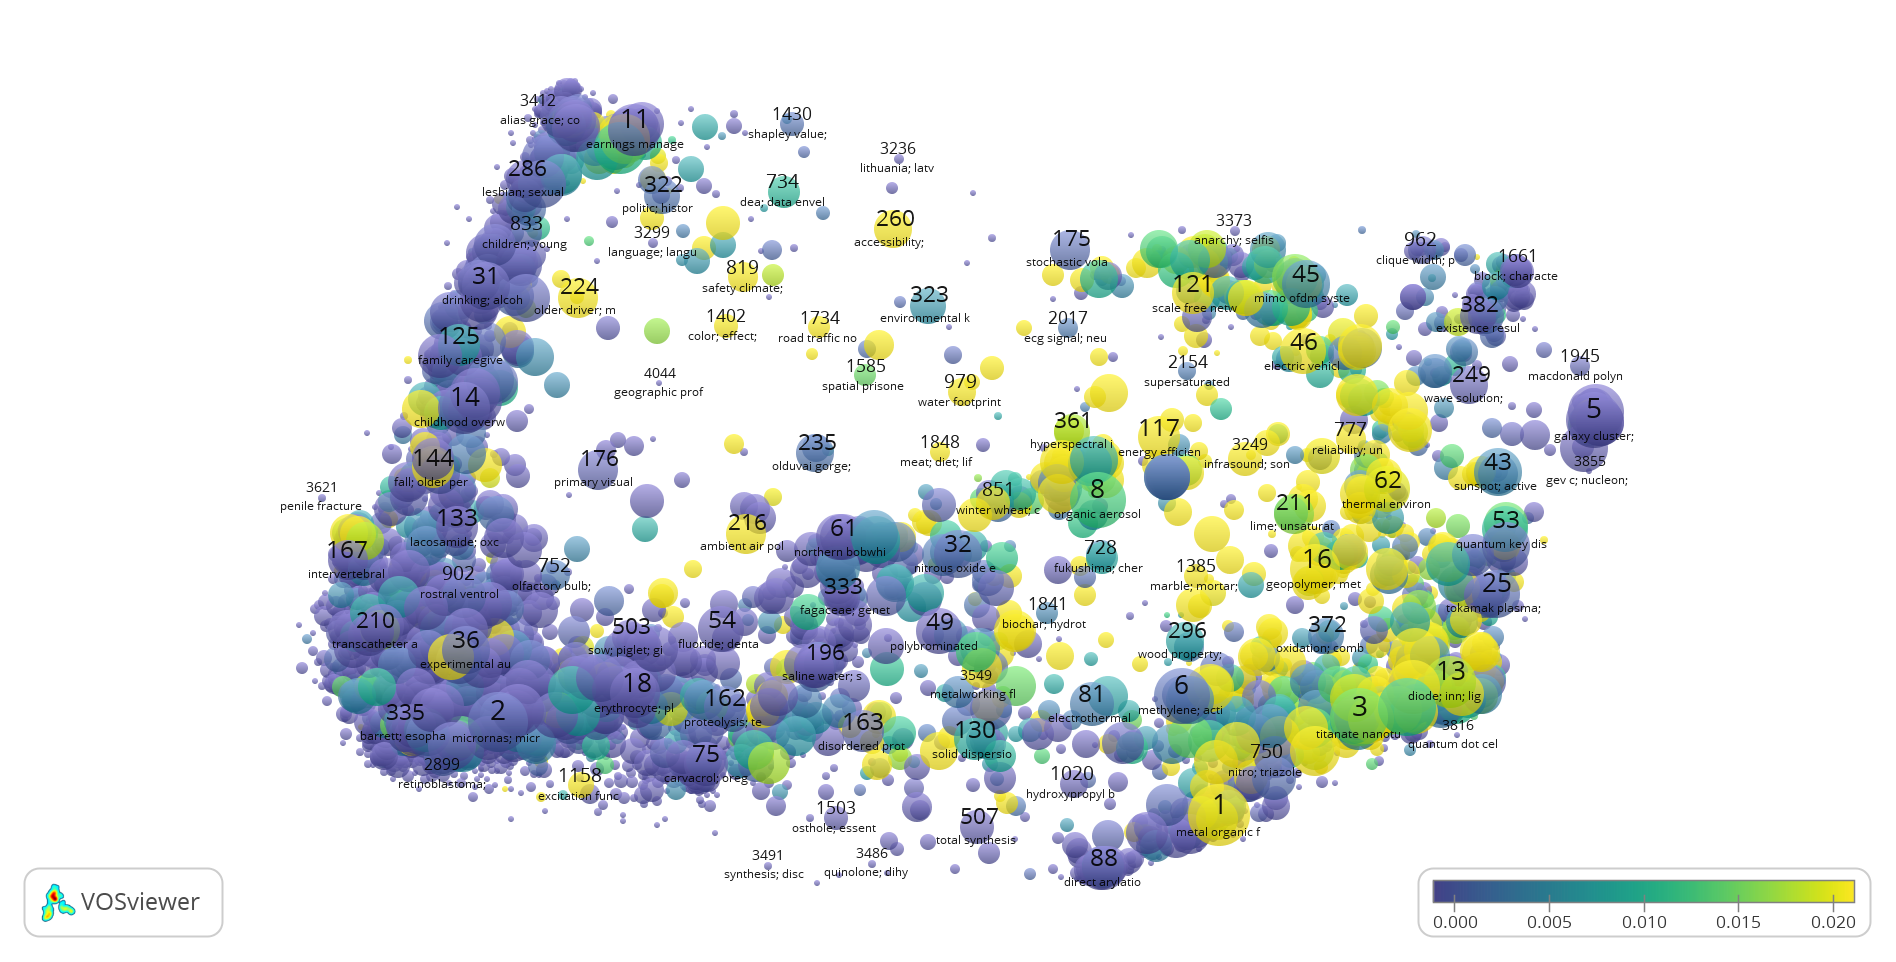 3412
alias grace; co
11
earnings manage
1430
shapley value;
3236
lithuania; latv
286
lesbian; sexual
322
politic; histor
734
dea; data envel
260
accessibility;
833
children; young
3299
language; langu
175
stochastic vola
3373
anarchy; selfis
962
clique width; p
1661
block; characte
31
drinking; alcoh
224
older driver; m
819
safety climate;
323
environmental k
121
scale free netw
45
mimo ofdm syste
382
existence resul
125
family caregive
1402
color; effect;
1734
road traffic no
2017
ecg signal; neu
46
electric vehicl
1585
spatial prisone
2154
supersaturated
1945
macdonald polyn
4044
geographic prof
979
water footprint
249
wave solution;
14
childhood overw
5
galaxy cluster;
361
hyperspectral i
117
energy efficien
3249
infrasound; son
777
reliability; un
144
fall; older per
176
primary visual
235
olduvai gorge;
1848
meat; diet; lif
43
sunspot; active
3855
gev c; nucleon;
3621
penile fracture
851
winter wheat; c
8
organic aerosol
62
thermal environ
211
lime; unsaturat
133
lacosamide; oxc
216
ambient air pol
61
northern bobwhi
32
nitrous oxide e
53
quantum key dis
167
intervertebral
752
olfactory bulb;
728
fukushima; cher
16
geopolymer; met
902
rostral ventrol
333
fagaceae; genet
1385
marble; mortar;
25
tokamak plasma;
210
transcatheter a
503
sow; piglet; gi
54
fluoride; denta
49
polybrominated
1841
biochar; hydrot
296
wood property;
372
oxidation; comb
36
experimental au
196
saline water; s
3549
metalworking fl
18
erythrocyte; pl
162
proteolysis; te
81
electrothermal
6
methylene; acti
13
diode; inn; lig
335
barrett; esopha
2
micrornas; micr
163
disordered prot
130
solid dispersio
3
titanate nanotu
3816
quantum dot cel
75
carvacrol; oreg
750
nitro; triazole
2899
retinoblastoma;
1158
excitation func
1020
hydroxypropyl b
1503
osthole; essent
507
total synthesis
1
metal organic f
3491
synthesis; disc
3486
quinolone; dihy
88
direct arylatio
VOSviewer
0.000 0.005 0.010 0.015 0.020